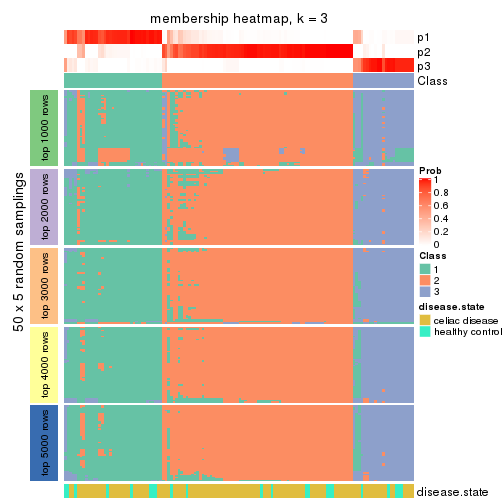 membership heatmap, k = 3
p1
p2
p3
Class
50 x 5 random samplings
top 1000 rows
top 2000 rows
top 3000 rows
top 4000 rows
top 5000 rows
Prob
1
0.8
0.6
0.4
0.2
0
Class
1
2
3
disease.state
celiac disease
healthy control
disease.state